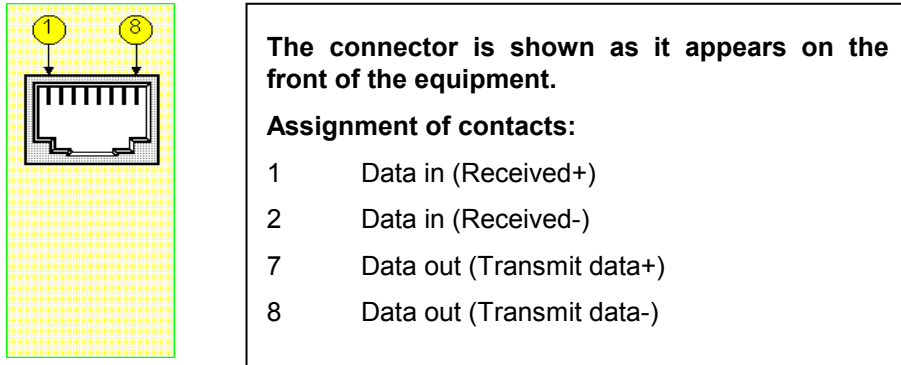 1 8
The connector is shown as it appears on the
front of the equipment.
Assignment of contacts:
1 Data in (Received+)
2 Data in (Received-)
7 Data out (Transmit data+)
8 Data out (Transmit data-)